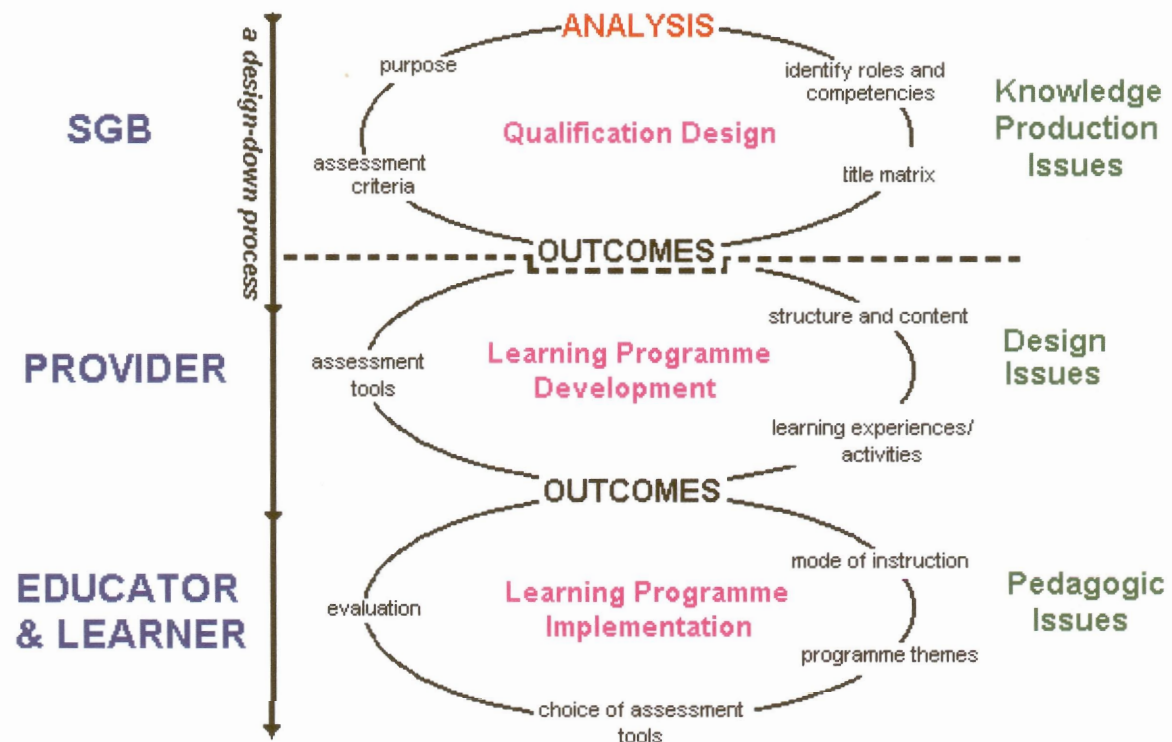 a design-down process
SGB
ANALYSIS
purpose
identify roles and
competencies
Qualification Design
assessment
criteria
title matrix
Knowledge
Production
Issues
OUTCOMES
PROVIDER
structure and content
assessment
tools
Learning Programme
Development
learning experiences/
activities
Design
Issues
OUTCOMES
EDUCATOR
& LEARNER
mode of instruction
evaluation
Learning Programme
Implementation
programme themes
choice of assessment
tools
Pedagogic
Issues